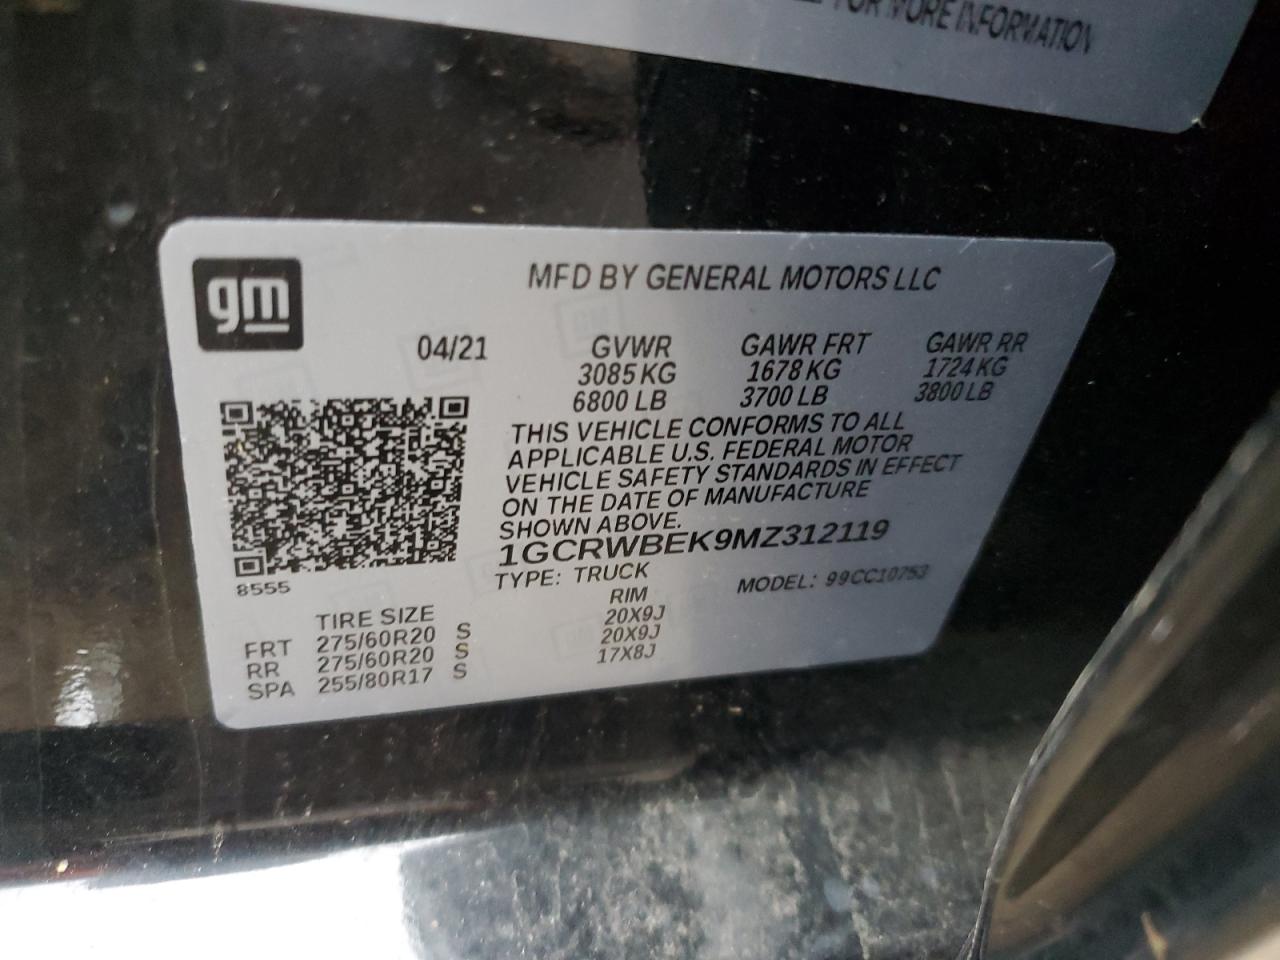 FOR MORE INFORMATION
gm
MFD BY GENERAL MOTORS LLC
04/21 GVWR GAWR FRT GAWR RR
3085 KG 1678 KG 1724 KG
6800 LB 3700 LB 3800 LB
THIS VEHICLE CONFORMS TO ALL
APPLICABLE U.S. FEDERAL MOTOR
VEHICLE SAFETY STANDARDS IN EFFECT
ON THE DATE OF MANUFACTURE
SHOWN ABOVE.
1GCRWBEK9MZ312119
TYPE: TRUCK MODEL: 99CC10753
8555
TIRE SIZE RIM
FRT 275/60R20 S 20X9J
RR 275/60R20 S 20X9J
SPA 255/80R17 S 17X8J